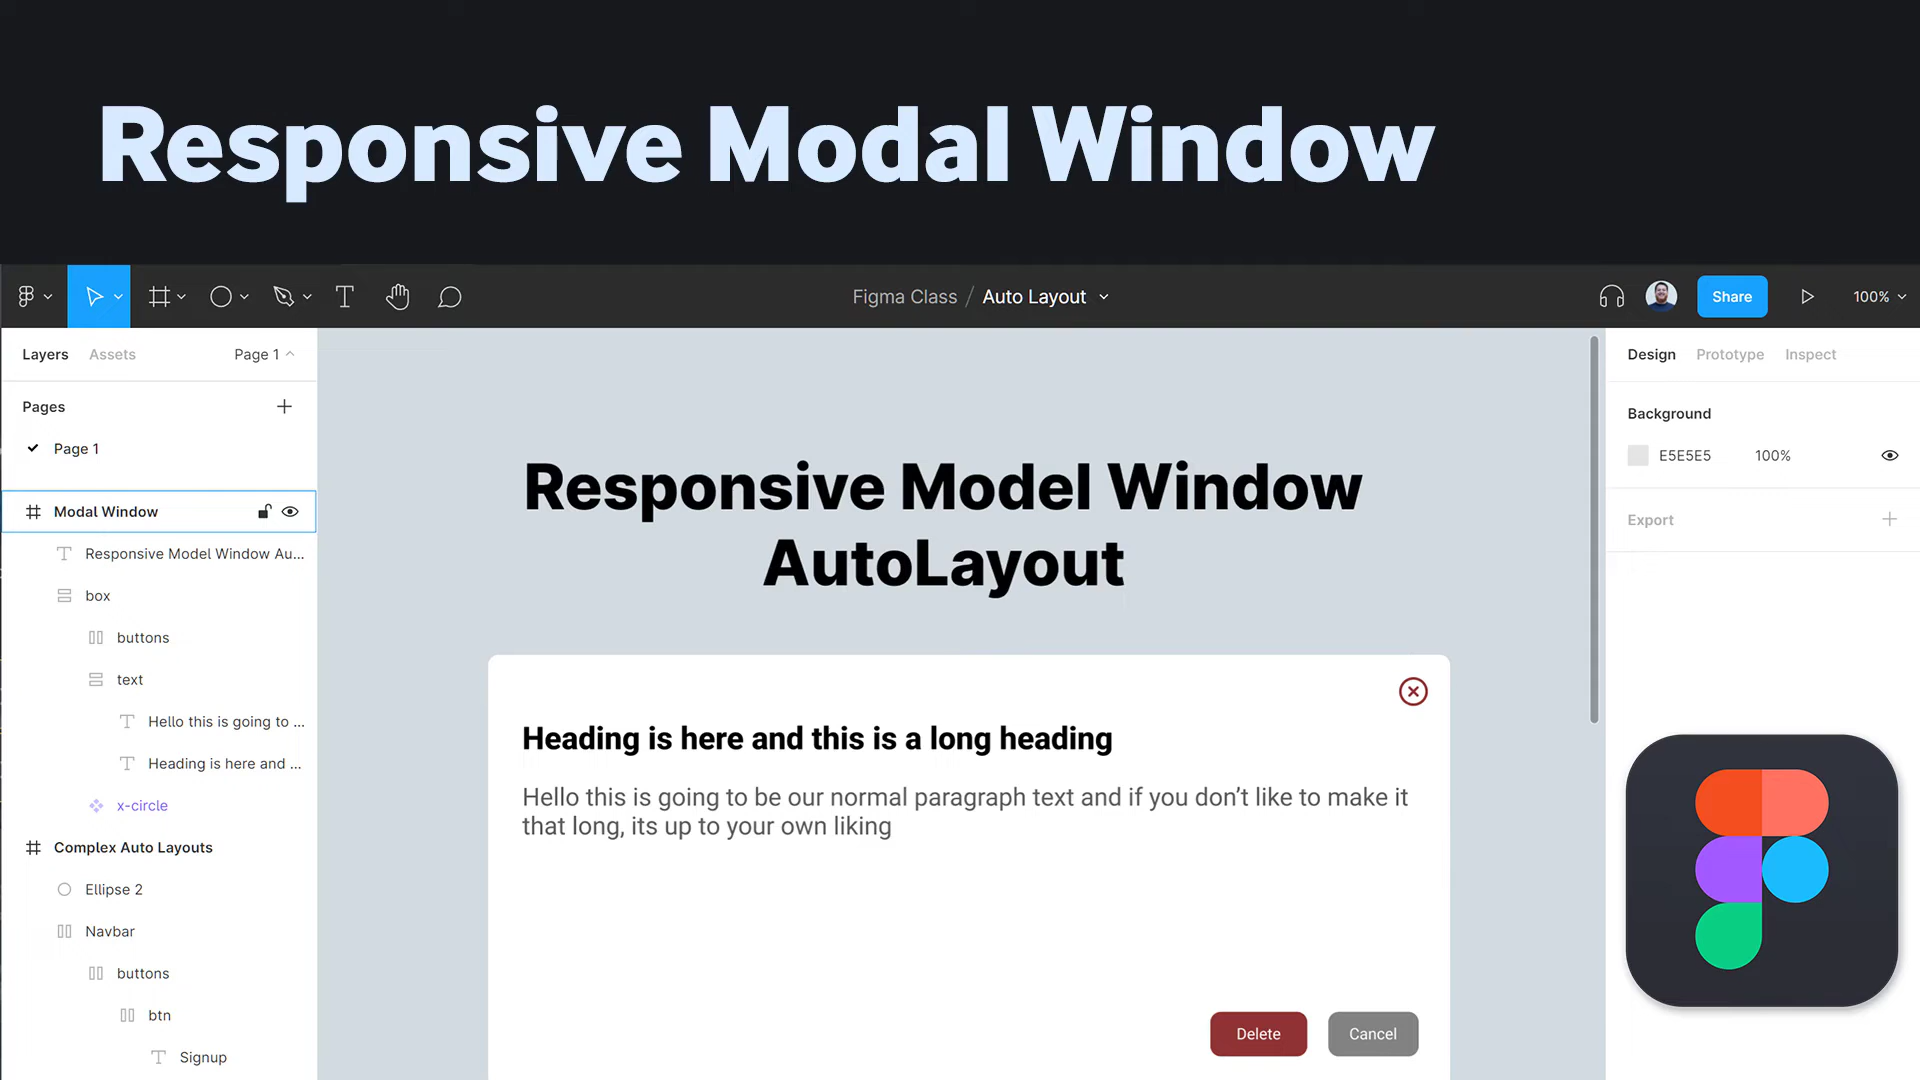 Responsive Modal Window
Figma Class / Auto Layout
Share
100%
Layers
Assets
Page 1
Pages
Page 1
Modal Window
Responsive Model Window Au...
box
buttons
text
Hello this is going to ...
Heading is here and ...
x-circle
Complex Auto Layouts
Ellipse 2
Navbar
buttons
btn
Signup
Responsive Model Window
AutoLayout
Heading is here and this is a long heading
Hello this is going to be our normal paragraph text and if you don’t like to make it
that long, its up to your own liking
Delete
Cancel
Design
Prototype
Inspect
Background
E5E5E5
100%
Export